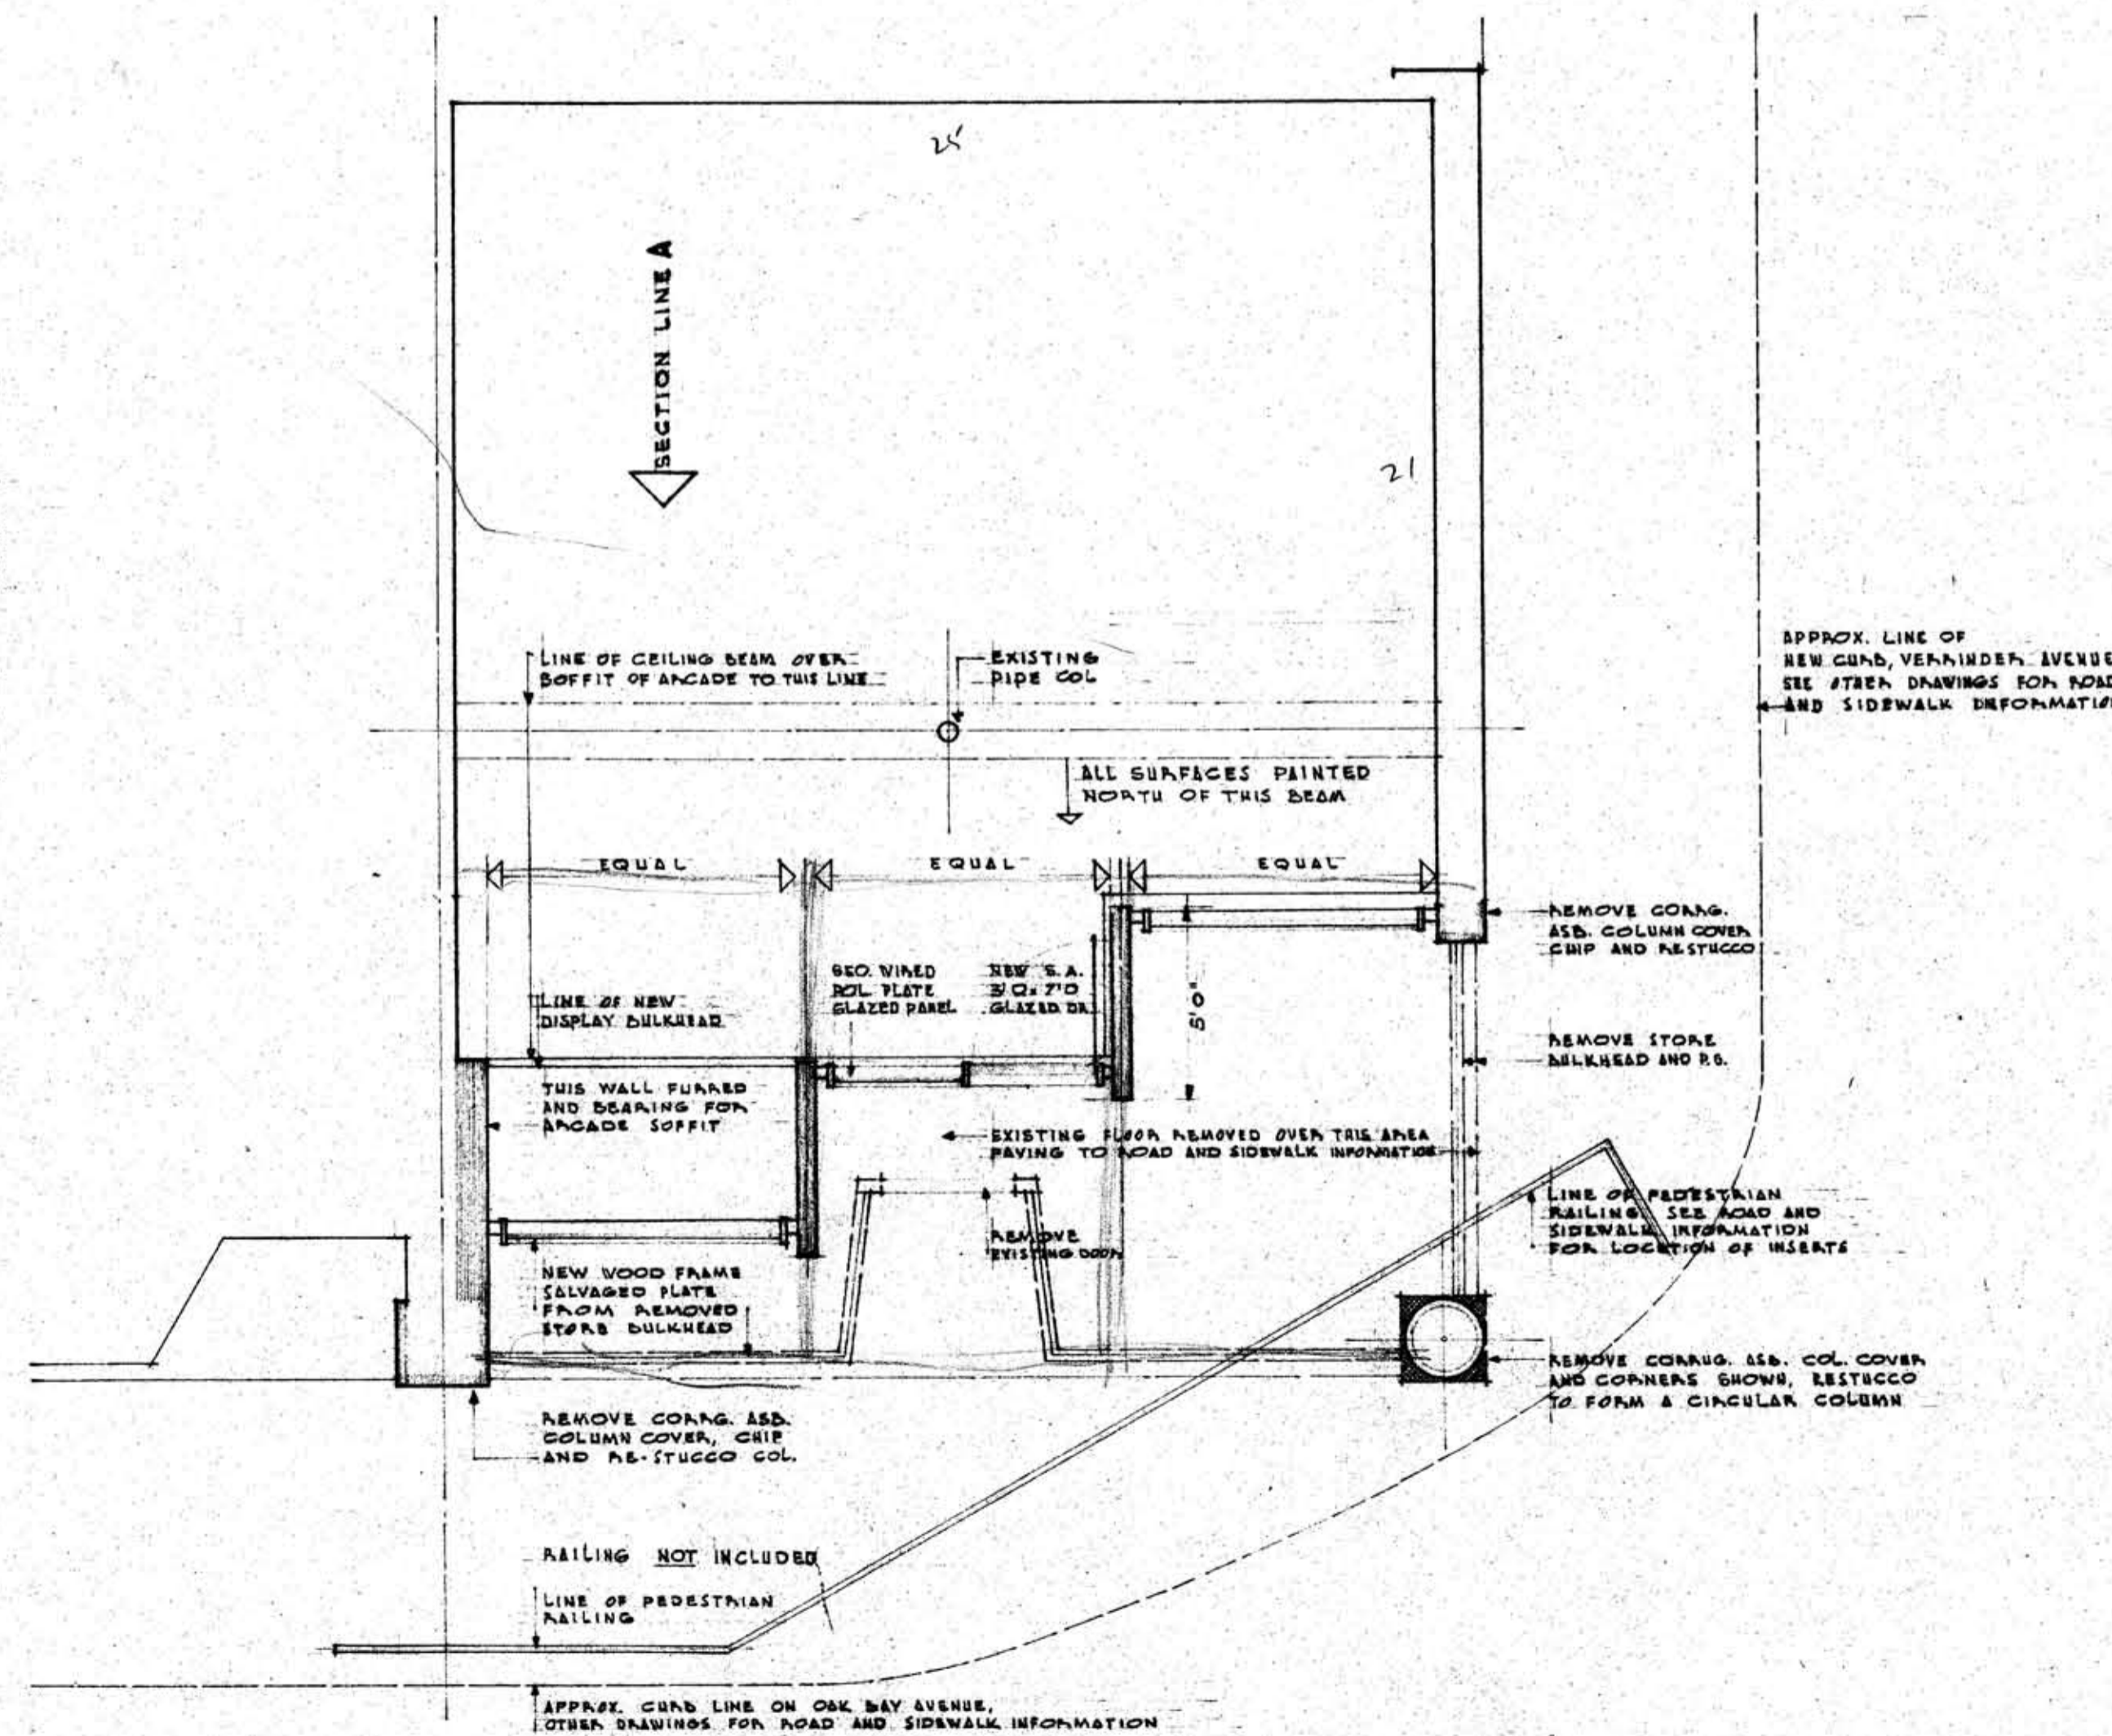 25'
SECTION LINE A
21
LINE OF CEILING BEAM OVER
SOFFIT OF ARCADE TO THIS LINE
EXISTING
PIPE COL
4
APPROX. LINE OF
NEW CURB, VERRINDER AVENUE
SEE OTHER DRAWINGS FOR ROAD
AND SIDEWALK INFORMATION
ALL SURFACES PAINTED
NORTH OF THIS BEAM
EQUAL
EQUAL
EQUAL
REMOVE CORRG.
ASB. COLUMN COVER
CHIP AND RESTUCCO
GEO. WIRED
POL PLATE
GLAZED PANEL
NEW S.A.
3'0 x 7'0
GLAZED DR.
5'0"
LINE OF NEW
DISPLAY BULKHEAD
REMOVE STORE
BULKHEAD AND P.G.
THIS WALL FURRED
AND BEARING FOR
ARCADE SOFFIT
EXISTING FLOOR REMOVED OVER THIS AREA
PAVING TO ROAD AND SIDEWALK INFORMATION
LINE OF PEDESTRIAN
RAILING SEE ROAD AND
SIDEWALK INFORMATION
FOR LOCATION OF INSERTS
REMOVE
EXISTING DOOR
NEW WOOD FRAME
SALVAGED PLATE
FROM REMOVED
STORE BULKHEAD
REMOVE CORRUG. ASB. COL. COVER
AND CORNERS SHOWN, RESTUCCO
TO FORM A CIRCULAR COLUMN
REMOVE CORRG. ASB.
COLUMN COVER, CHIP
AND RE-STUCCO COL.
RAILING NOT INCLUDED
LINE OF PEDESTRIAN
RAILING
APPROX. CURB LINE ON OAK BAY AVENUE,
OTHER DRAWINGS FOR ROAD AND SIDEWALK INFORMATION